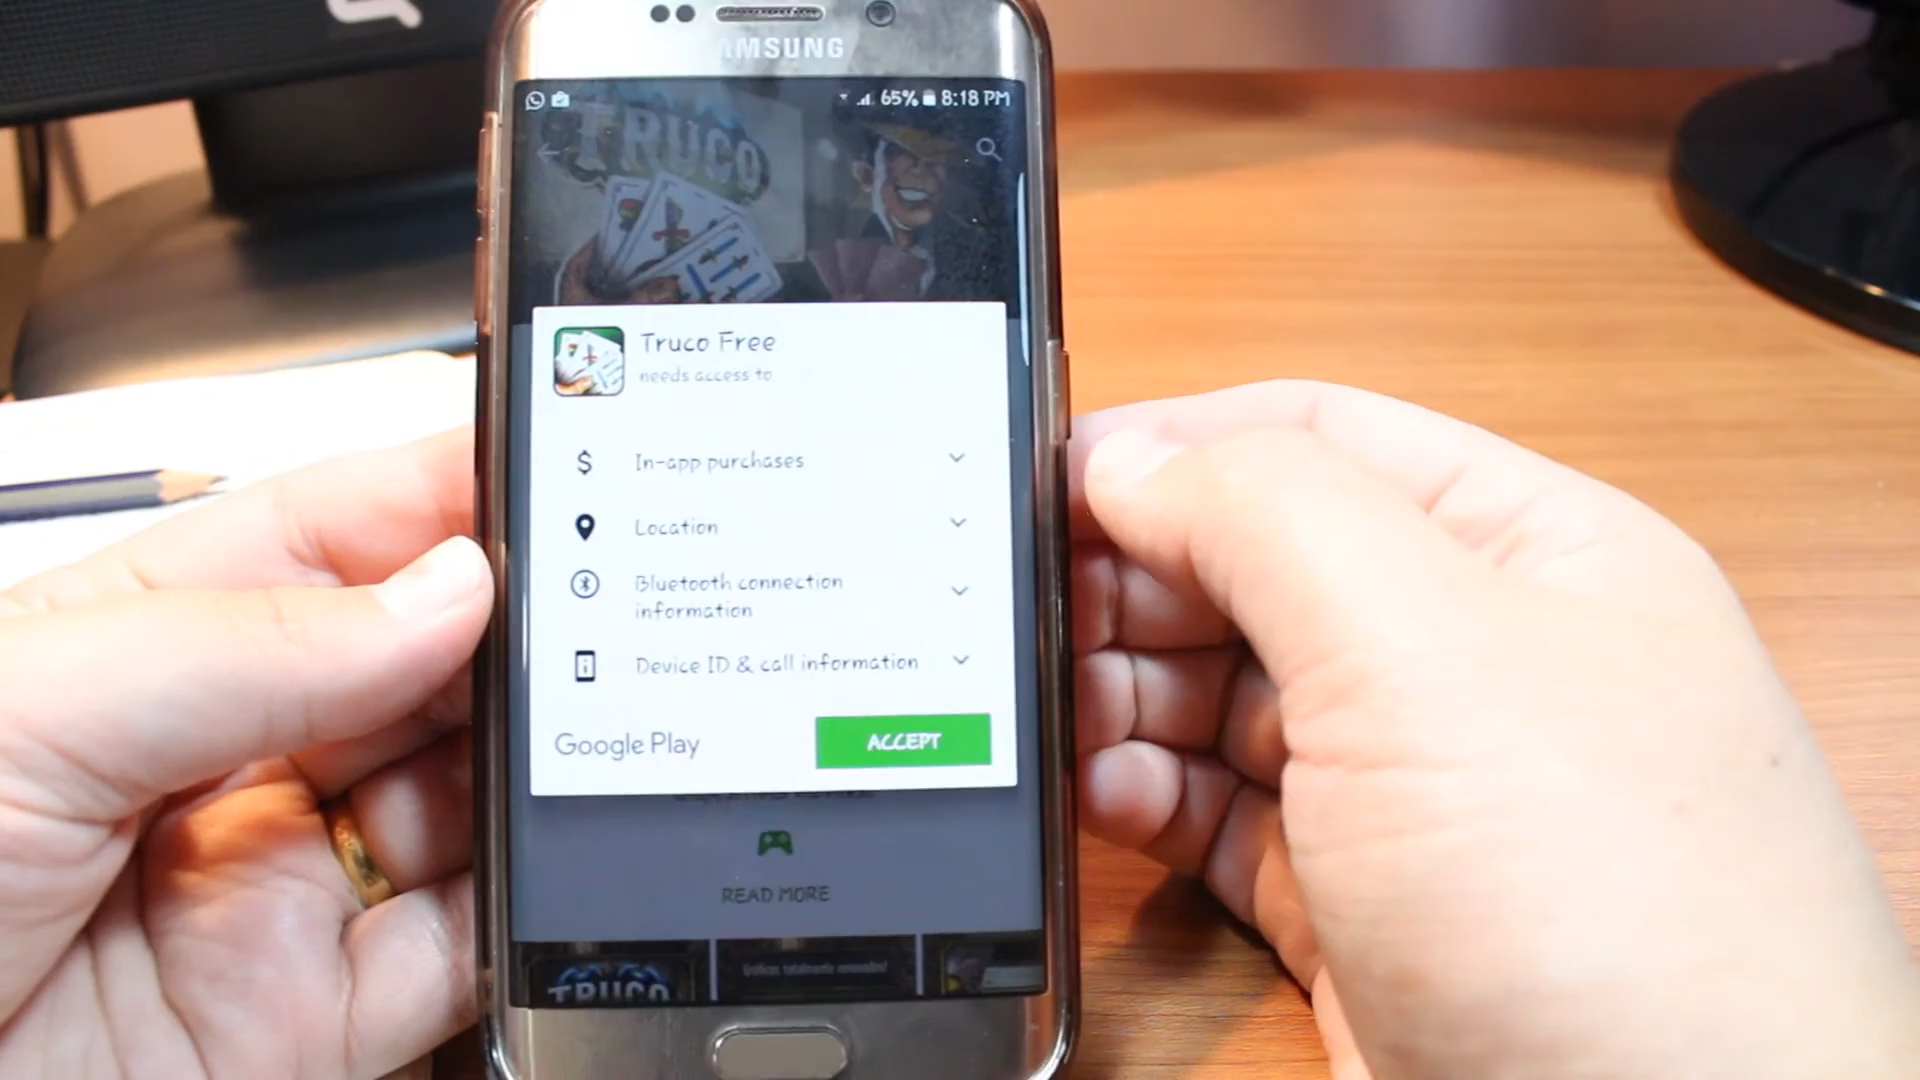 SAMSUNG
65% 8:18 PM
TRUCO
Truco Free
needs access to
In-app purchases
Location
Bluetooth connection
information
Device ID & call information
Google Play
ACCEPT
READ MORE
TRUCO